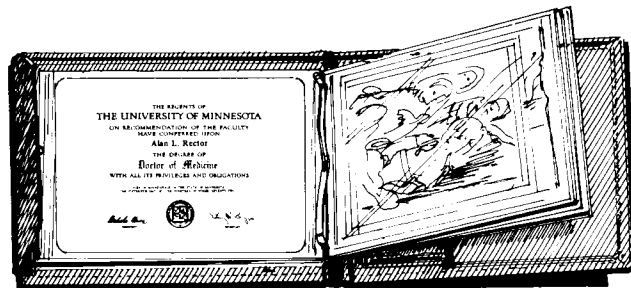 THE REGENTS OF
THE UNIVERSITY OF MINNESOTA
ON RECOMMENDATION OF THE FACULTY
HAVE CONFERRED UPON
Alan L. Rector
THE DEGREE OF
Doctor of Medicine
WITH ALL ITS PRIVILEGES AND OBLIGATIONS